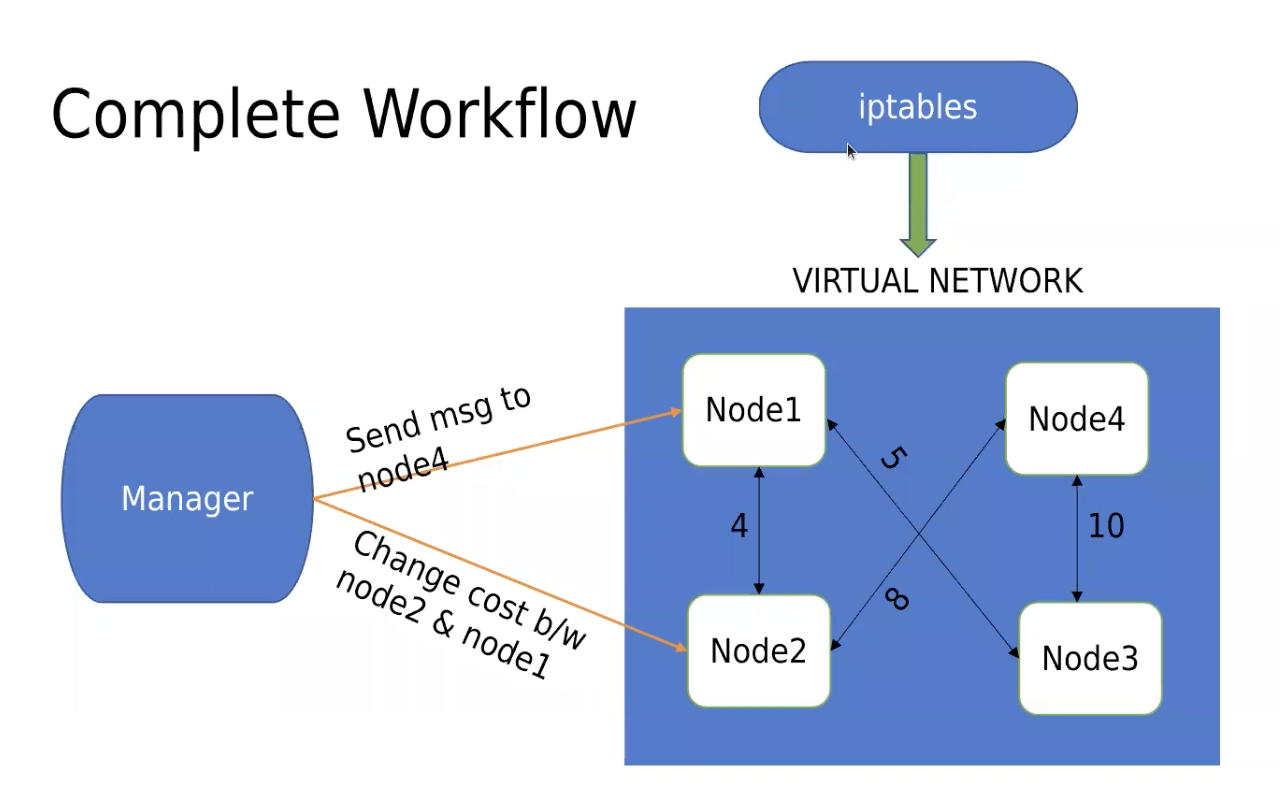 Complete Workflow
iptables
VIRTUAL NETWORK
Manager
Send msg to
node4
Change cost b/w
node2 & node1
Node1
Node4
5
4
10
8
Node2
Node3